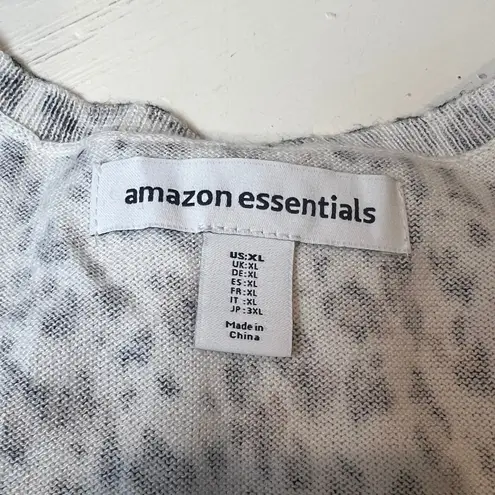 amazon essentials
US:XL
UK:XL
DE:XL
ES:XL
FR:XL
IT :XL
JP:3XL
Made in
China